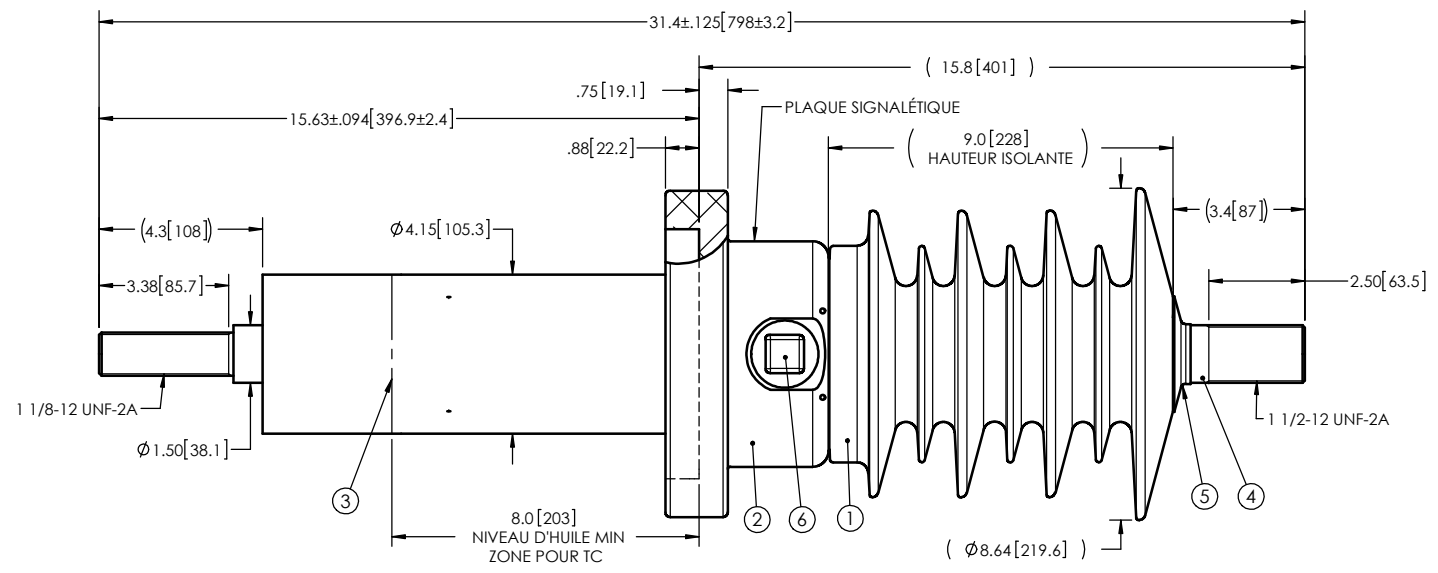 31.4±.125[798±3.2]
( 15.8[401] )
.75[19.1]
PLAQUE SIGNALÉTIQUE
15.63±.094[396.9±2.4]
9.0[228]
HAUTEUR ISOLANTE
.88[22.2]
(4.3[108])
Ø4.15[105.3]
(3.4[87])
3.38[85.7]
2.50[63.5]
1 1/8-12 UNF-2A
1 1/2-12 UNF-2A
Ø1.50[38.1]
3
2
6
1
5
4
8.0[203]
NIVEAU D'HUILE MIN
ZONE POUR TC
( Ø8.64[219.6] )